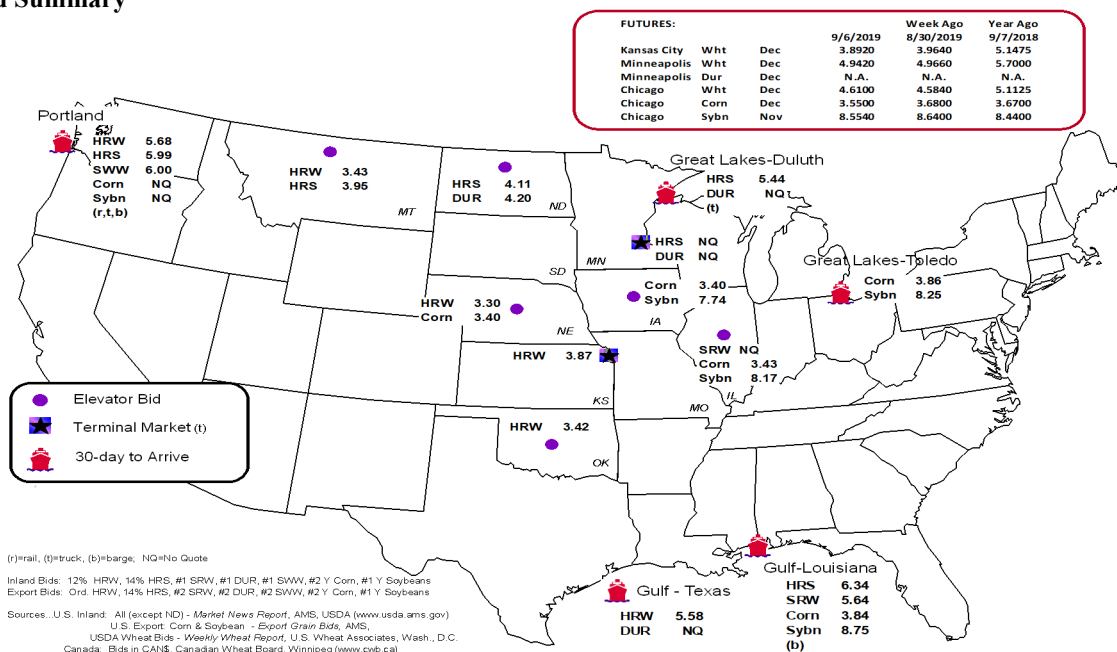 d Summary
FUTURES: Week Ago Year Ago
9/6/2019 8/30/2019 9/7/2018
Kansas City Wht Dec 3.8920 3.9640 5.1475
Minneapolis Wht Dec 4.9420 4.9660 5.7000
Minneapolis Dur Dec N.A. N.A. N.A.
Chicago Wht Dec 4.6100 4.5840 5.1125
Chicago Corn Dec 3.5500 3.6800 3.6700
Chicago Sybn Nov 8.5540 8.6400 8.4400
Portland
HRW 5.68
HRS 5.99
SWW 6.00
Corn NQ
Sybn NQ
(r,t,b)
HRW 3.43
HRS 3.95
MT
HRS 4.11
DUR 4.20
ND
Great Lakes-Duluth
HRS 5.44
DUR NQ
(t)
HRS NQ
DUR NQ
MN
SD
Great Lakes-Toledo
Corn 3.86
Sybn 8.25
Corn 3.40
Sybn 7.74
IA
HRW 3.30
Corn 3.40
NE
SRW NQ
Corn 3.43
Sybn 8.17
IL
HRW 3.87
KS
MO
HRW 3.42
OK
Elevator Bid
Terminal Market (t)
30-day to Arrive
Gulf - Texas
HRW 5.58
DUR NQ
Gulf-Louisiana
HRS 6.34
SRW 5.64
Corn 3.84
Sybn 8.75
(b)
(r)=rail, (t)=truck, (b)=barge; NQ=No Quote
Inland Bids: 12% HRW, 14% HRS, #1 SRW, #1 DUR, #1 SWW, #2 Y Corn, #1 Y Soybeans
Export Bids: Ord. HRW, 14% HRS, #2 SRW, #2 DUR, #2 SWW, #2 Y Corn, #1 Y Soybeans
Sources...U.S. Inland: All (except ND) - Market News Report, AMS, USDA (www.usda.ams.gov)
U.S. Export: Corn & Soybean - Export Grain Bids, AMS,
USDA Wheat Bids - Weekly Wheat Report, U.S. Wheat Associates, Wash., D.C.
Canada: Bids in CAN$, Canadian Wheat Board, Winnipeg (www.cwb.ca)